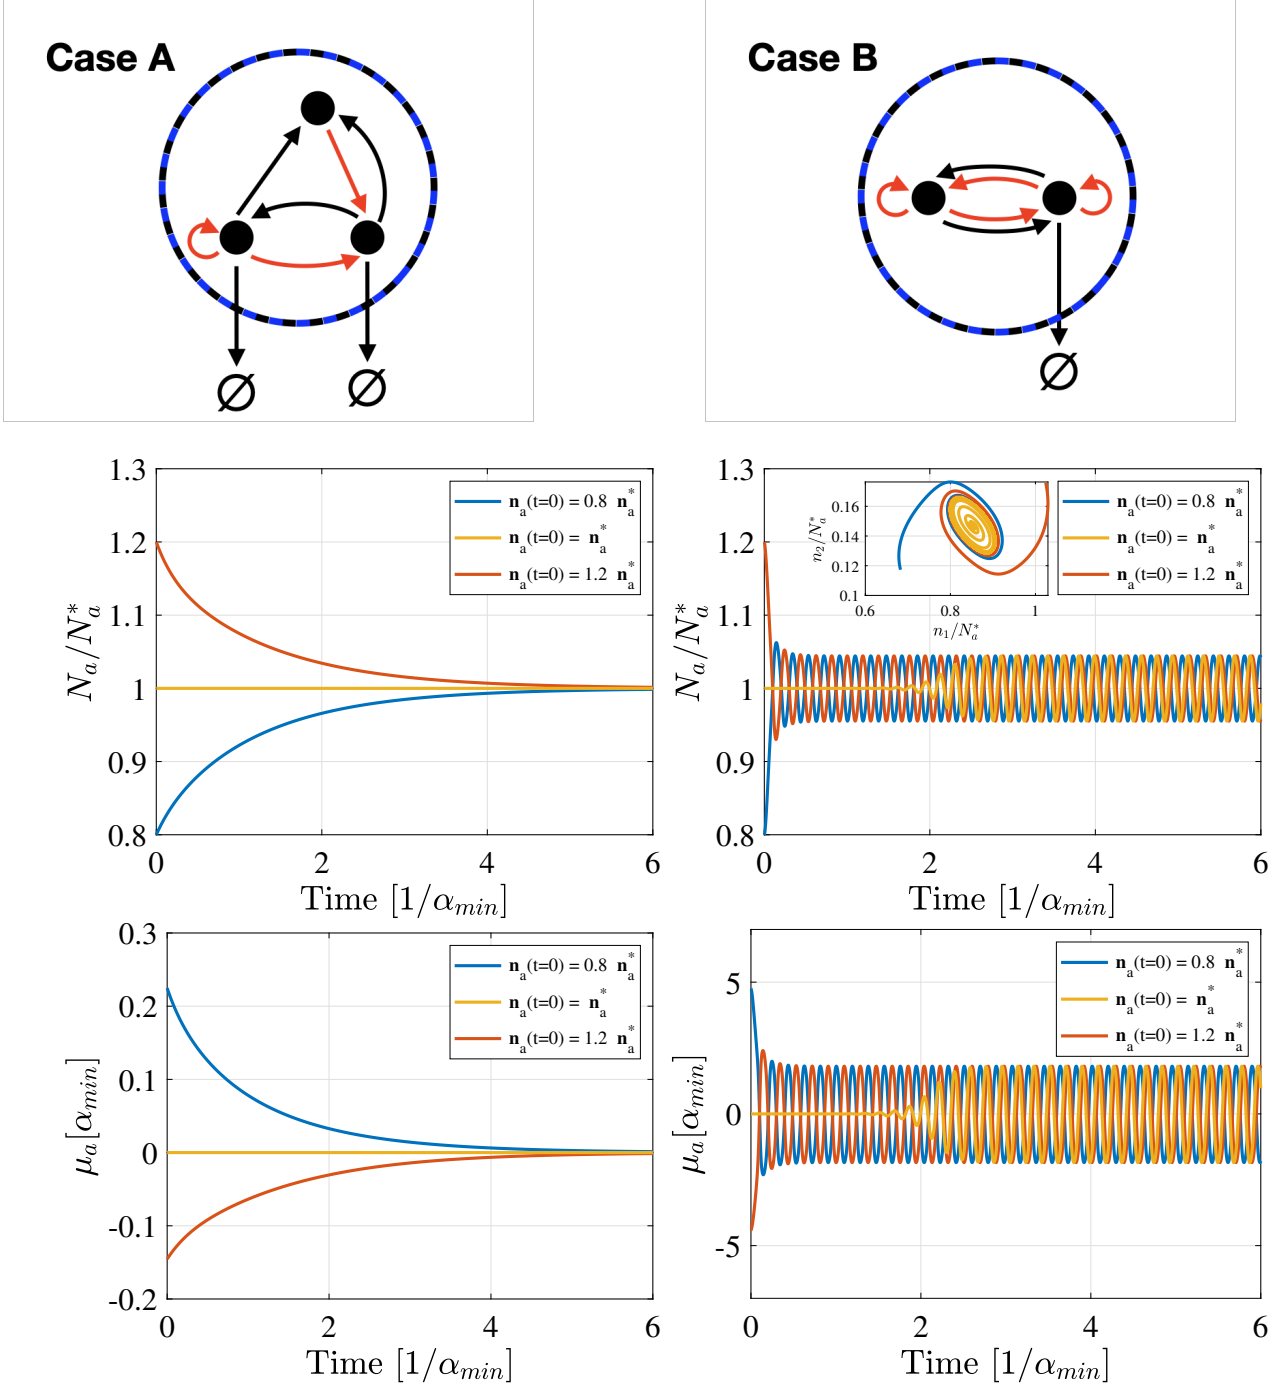 Case A
∅ ∅
Case B
∅
1.3
1.2
1.1
1
0.9
0.8
0 2 4 6
N_a/N_a^*
Time [1/α_min]
n_a(t=0) = 0.8 n_a^*
n_a(t=0) = n_a^*
n_a(t=0) = 1.2 n_a^*
1.3
1.2
1.1
1
0.9
0.8
0 2 4 6
N_a/N_a^*
Time [1/α_min]
0.16
0.14
0.12
0.1
0.6 0.8 1
n_2/N_a^*
n_1/N_a^*
n_a(t=0) = 0.8 n_a^*
n_a(t=0) = n_a^*
n_a(t=0) = 1.2 n_a^*
0.3
0.2
0.1
0
-0.1
-0.2
0 2 4 6
μ_a[α_min]
Time [1/α_min]
n_a(t=0) = 0.8 n_a^*
n_a(t=0) = n_a^*
n_a(t=0) = 1.2 n_a^*
5
0
-5
0 2 4 6
μ_a[α_min]
Time [1/α_min]
n_a(t=0) = 0.8 n_a^*
n_a(t=0) = n_a^*
n_a(t=0) = 1.2 n_a^*